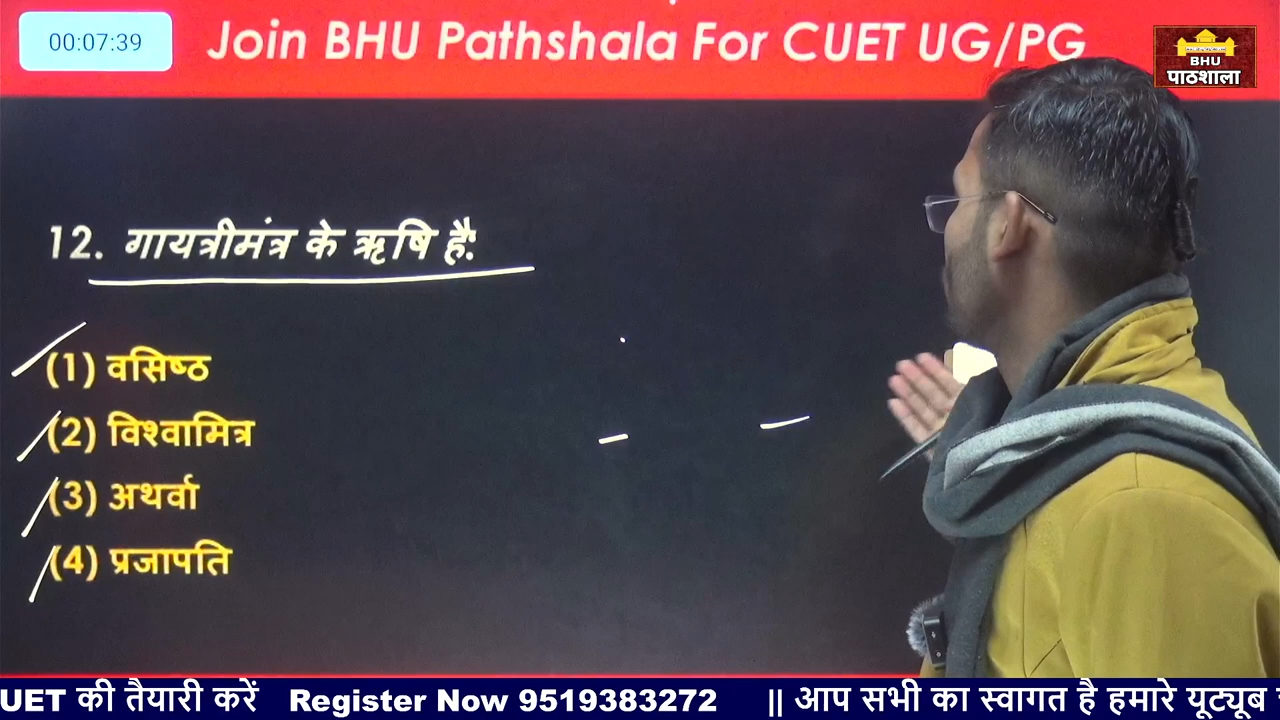 00:07:39
Join BHU Pathshala For CUET UG/PG
BHU
पाठशाला
12. गायत्रीमंत्र के ऋषि है:
(1) वसिष्ठ
(2) विश्वामित्र
(3) अथर्वा
(4) प्रजापति
UET की तैयारी करें Register Now 9519383272 || आप सभी का स्वागत है हमारे यूट्यूब